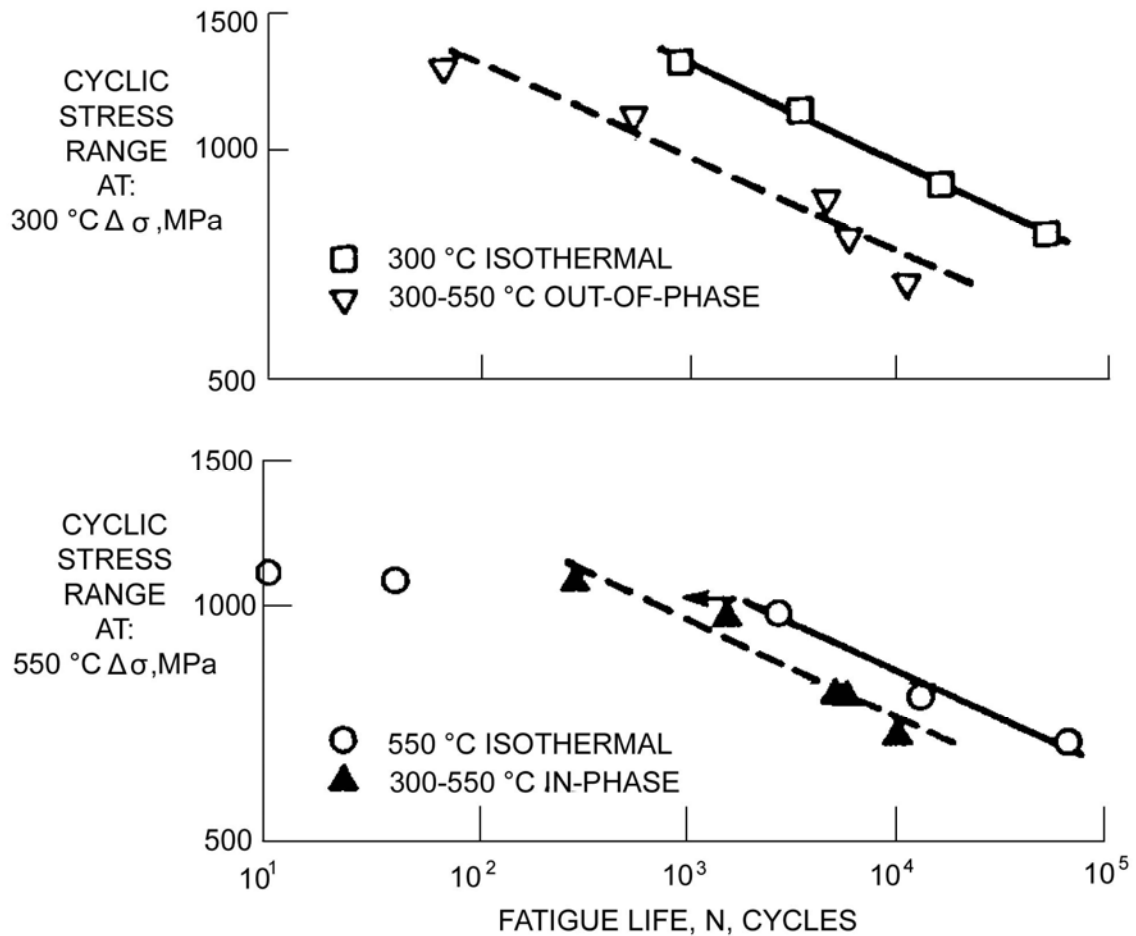 1500
CYCLIC
STRESS
RANGE
AT:
300 °C Δ σ ,MPa
1000
500
300 °C ISOTHERMAL
300-550 °C OUT-OF-PHASE
1500
CYCLIC
STRESS
RANGE
AT:
550 °C Δ σ,MPa
1000
500
550 °C ISOTHERMAL
300-550 °C IN-PHASE
10¹ 10² 10³ 10⁴ 10⁵
FATIGUE LIFE, N, CYCLES